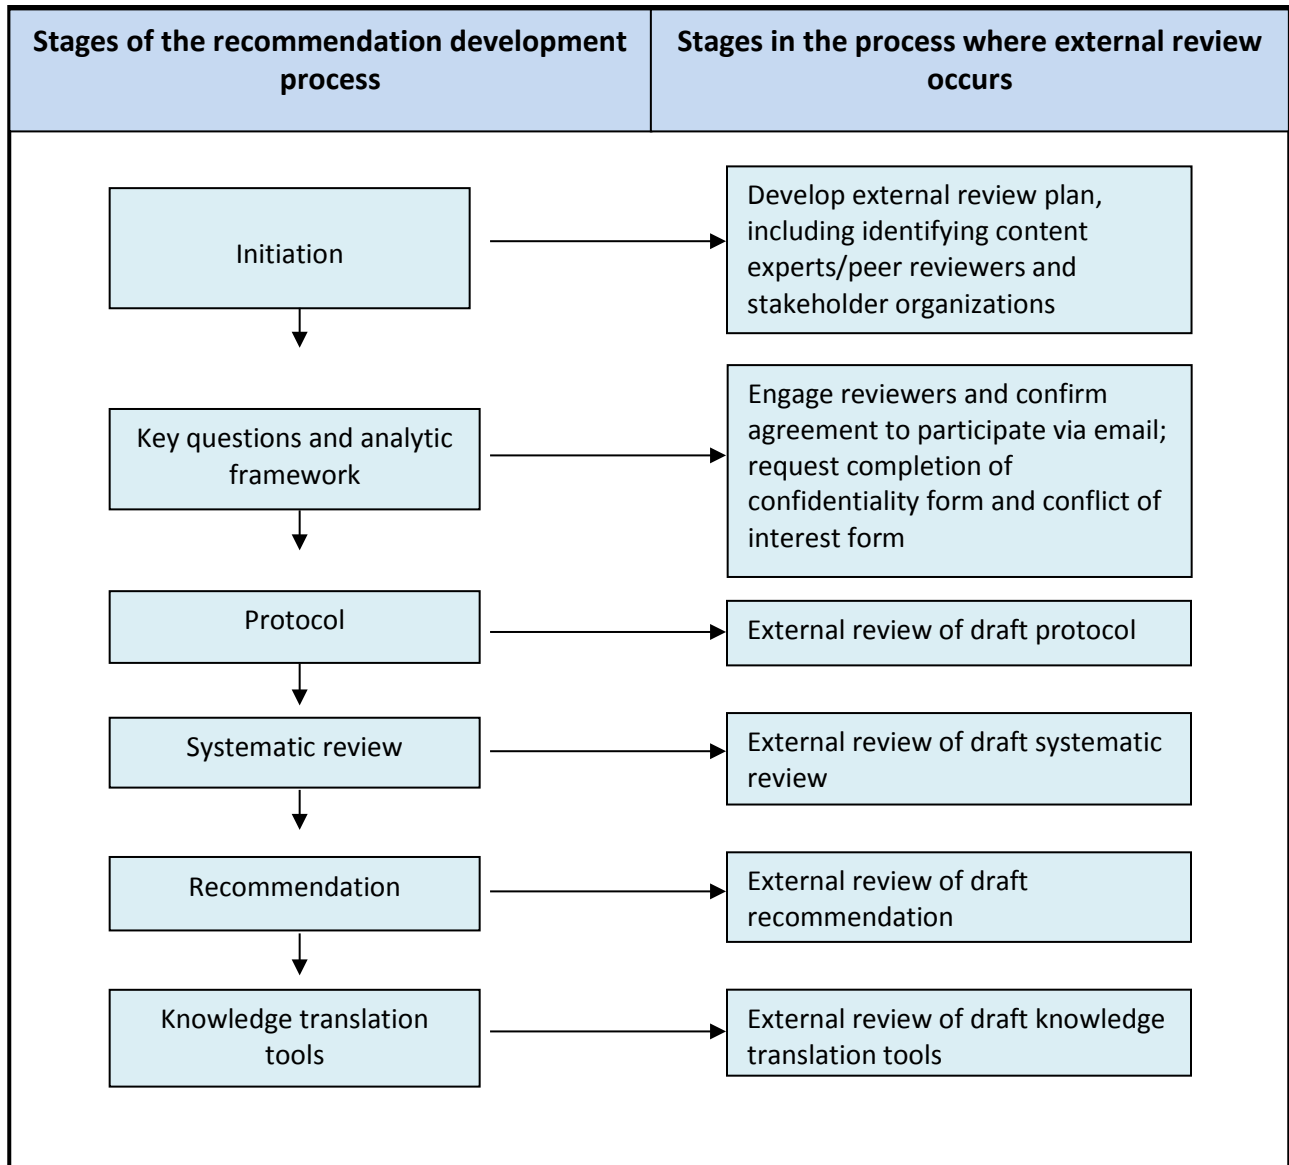 Stages of the recommendation development
process
Stages in the process where external review
occurs
Initiation
Develop external review plan,
including identifying content
experts/peer reviewers and
stakeholder organizations
Key questions and analytic
framework
Engage reviewers and confirm
agreement to participate via email;
request completion of
confidentiality form and conflict of
interest form
Protocol
External review of draft protocol
Systematic review
External review of draft systematic
review
Recommendation
External review of draft
recommendation
Knowledge translation
tools
External review of draft knowledge
translation tools